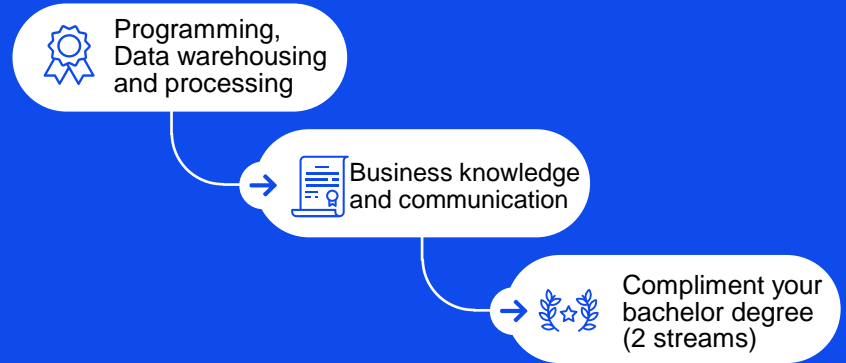 Programming,
Data warehousing
and processing
Business knowledge
and communication
Compliment your
bachelor degree
(2 streams)